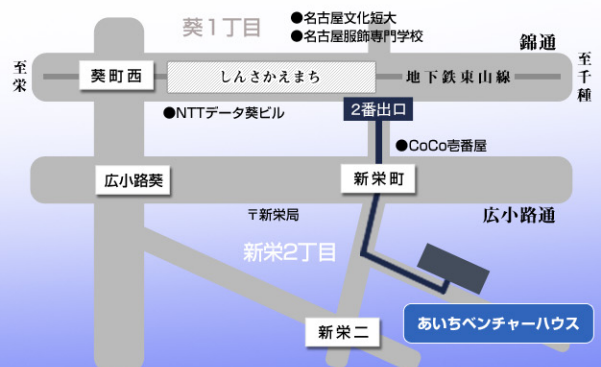 ●名古屋文化短大
葵1丁目
●名古屋服飾専門学校
錦通
至栄
葵町西
しんさかえまち
地下鉄東山線
至千種
●NTTデータ葵ビル
2番出口
●CoCo壱番屋
広小路葵
新栄町
〒新栄局
広小路通
新栄2丁目
あいちベンチャーハウス
新栄二